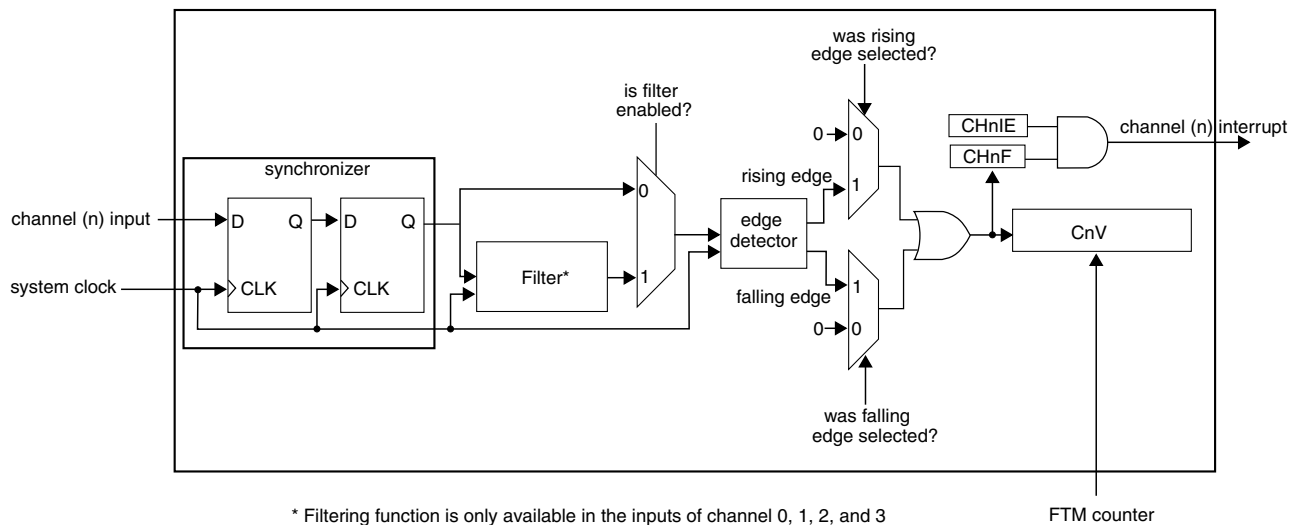 was rising
edge selected?
is filter
enabled?
synchronizer
channel (n) input
system clock
D
Q
CLK
D
Q
CLK
Filter*
0
1
edge
detector
rising edge
falling edge
0
0
1
1
0
0
was falling
edge selected?
CHnIE
CHnF
channel (n) interrupt
CnV
FTM counter
* Filtering function is only available in the inputs of channel 0, 1, 2, and 3